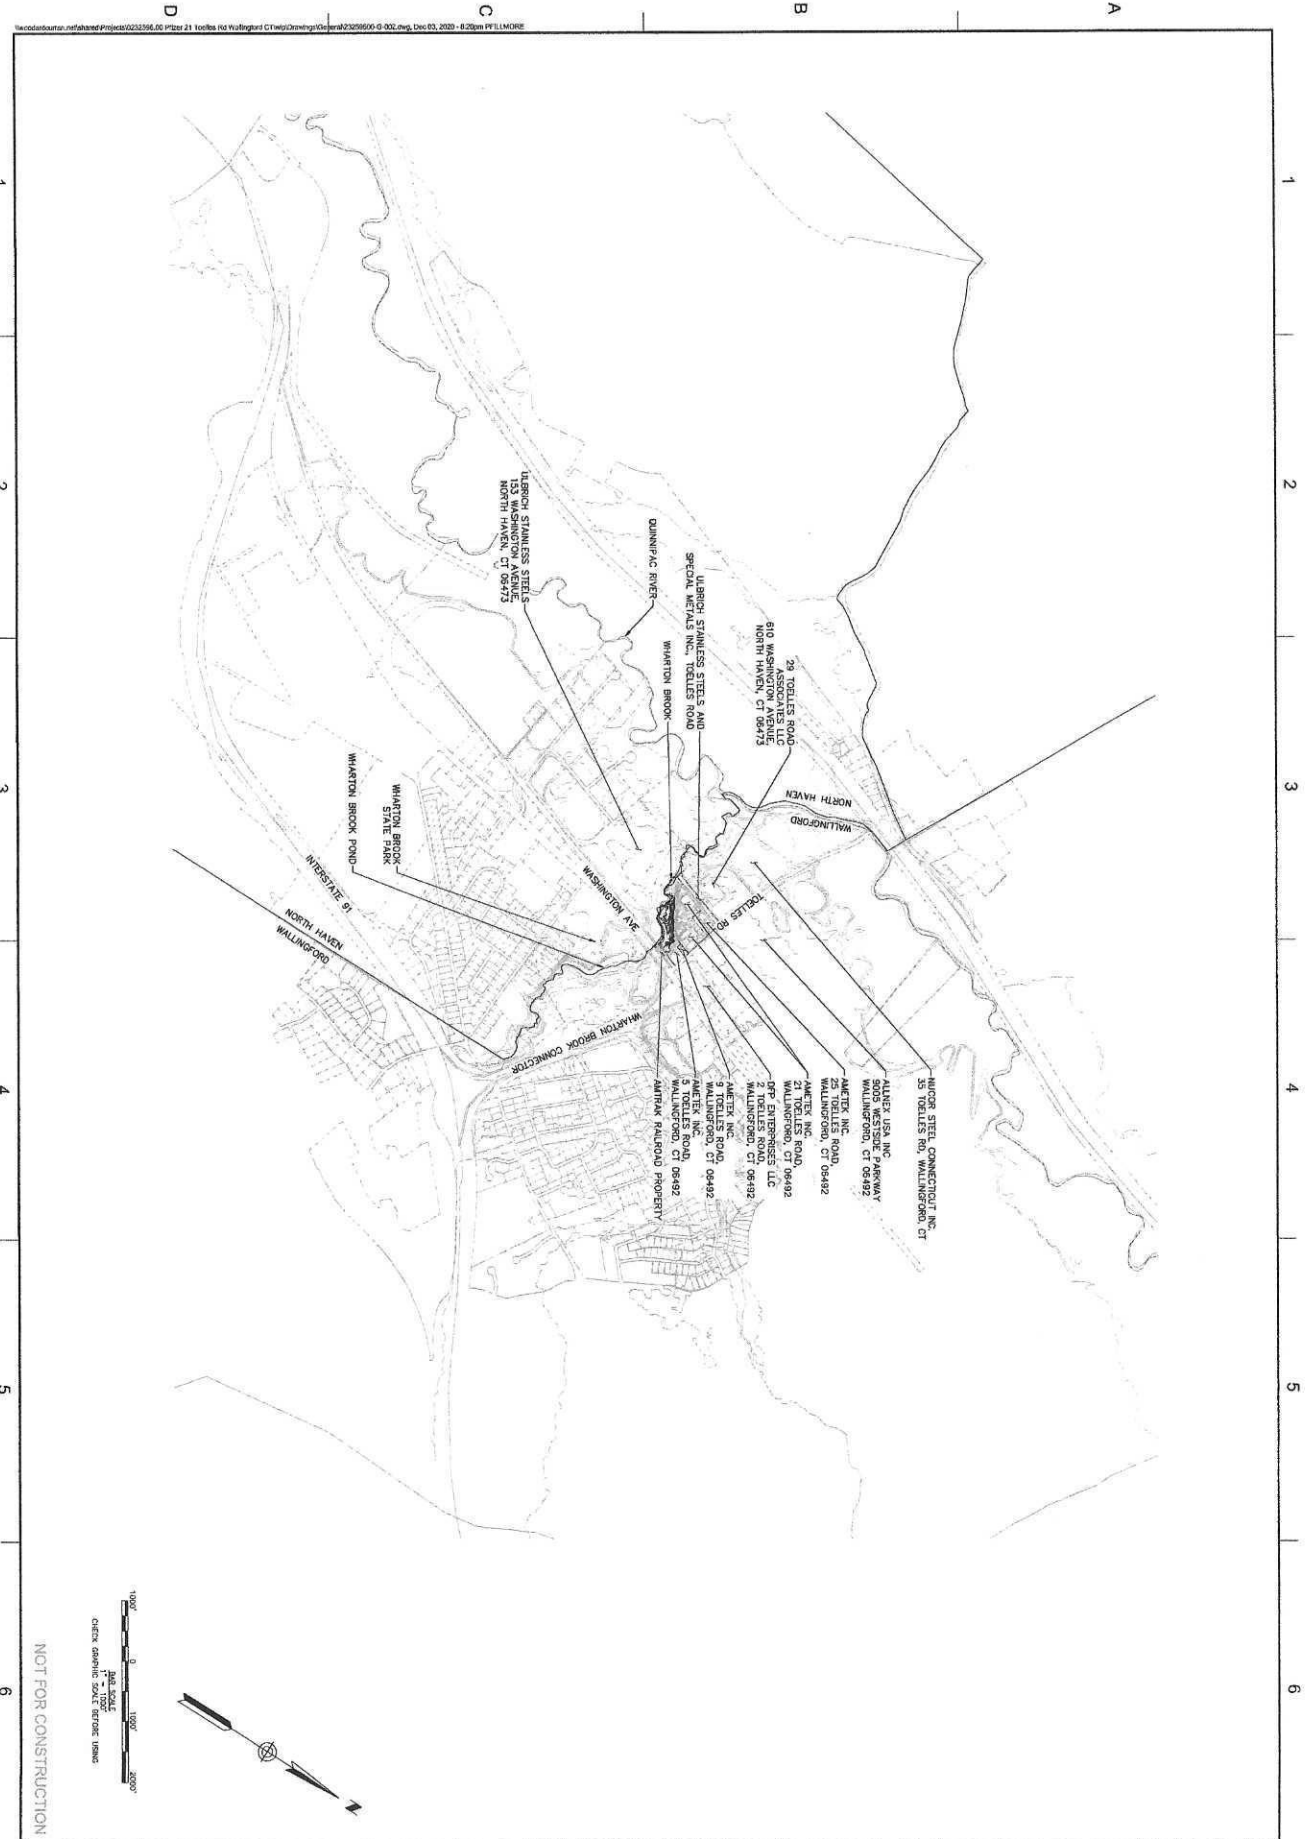 D
C
B
A
1
2
3
4
5
6
1
2
3
4
5
6
ULBRICH STAINLESS STEELS
153 WASHINGTON AVENUE,
NORTH HAVEN, CT 06473
QUINNIPAC RIVER
ULBRICH STAINLESS STEELS AND
SPECIAL METALS INC., TOELLES ROAD
WHARTON BROOK
29 TOELLES ROAD
ASSOCIATES LLC
610 WASHINGTON AVENUE,
NORTH HAVEN, CT 06473
NORTH HAVEN
WALLINGFORD
TOELLES RD
WASHINGTON AVE
WHARTON BROOK
STATE PARK
WHARTON BROOK POND
INTERSTATE 91
NORTH HAVEN
WALLINGFORD
WHARTON BROOK CONNECTOR
NUCOR STEEL CONNECTICUT INC,
35 TOELLES RD, WALLINGFORD, CT
ALLNEX USA INC
9005 WESTSIDE PARKWAY
WALLINGFORD, CT 06492
AMETEK INC.
25 TOELLES ROAD,
WALLINGFORD, CT 06492
AMETEK INC.
21 TOELLES ROAD,
WALLINGFORD, CT 06492
DFP ENTERPRISES LLC
2 TOELLES ROAD,
WALLINGFORD, CT 06492
AMETEK INC.
9 TOELLES ROAD,
WALLINGFORD, CT 06492
AMETEK INC.
5 TOELLES ROAD,
WALLINGFORD, CT 06492
AMTRAK RAILROAD PROPERTY
1000' 0 1000' 2000'
BAR SCALE
1" = 1000'
CHECK GRAPHIC SCALE BEFORE USING
N
NOT FOR CONSTRUCTION